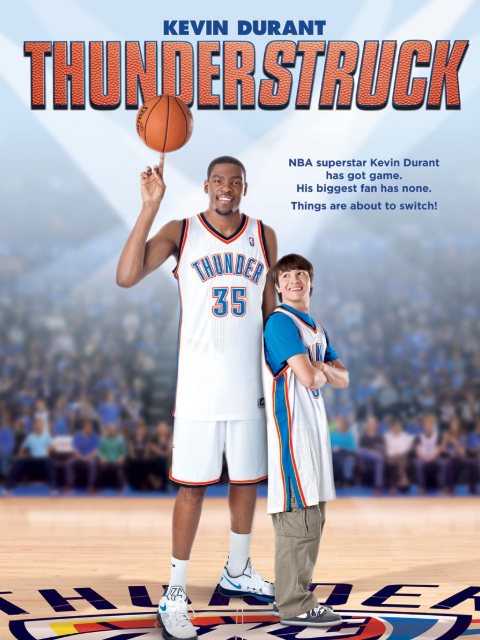 KEVIN DURANT
THUNDERSTRUCK
NBA superstar Kevin Durant
has got game.
His biggest fan has none.
Things are about to switch!
THUNDER
35
THUNDER